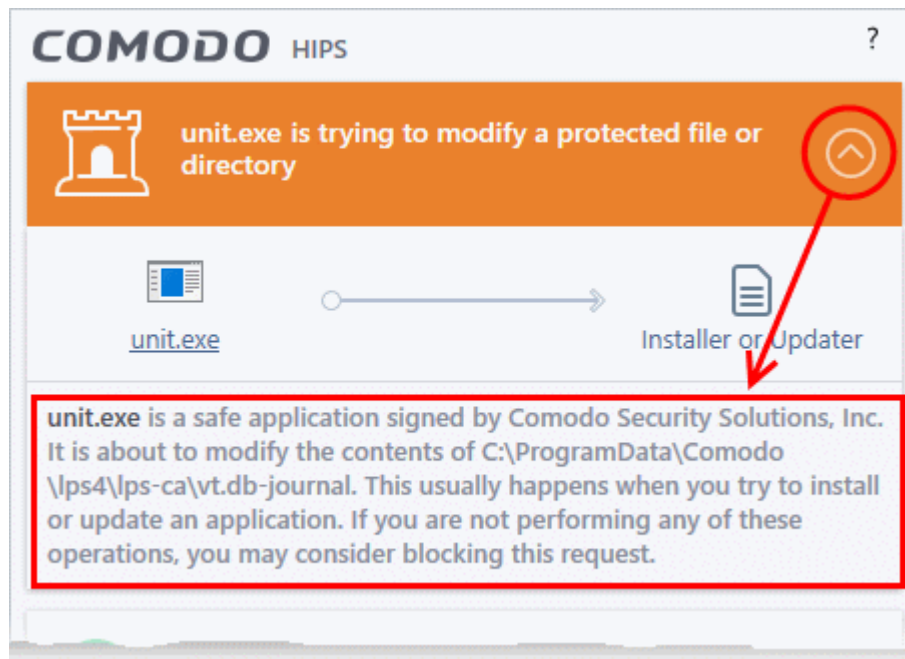 COMODO HIPS ?
unit.exe is trying to modify a protected file or
directory
unit.exe Installer or Updater
unit.exe is a safe application signed by Comodo Security Solutions, Inc.
It is about to modify the contents of C:\ProgramData\Comodo
\lps4\lps-ca\vt.db-journal. This usually happens when you try to install
or update an application. If you are not performing any of these
operations, you may consider blocking this request.